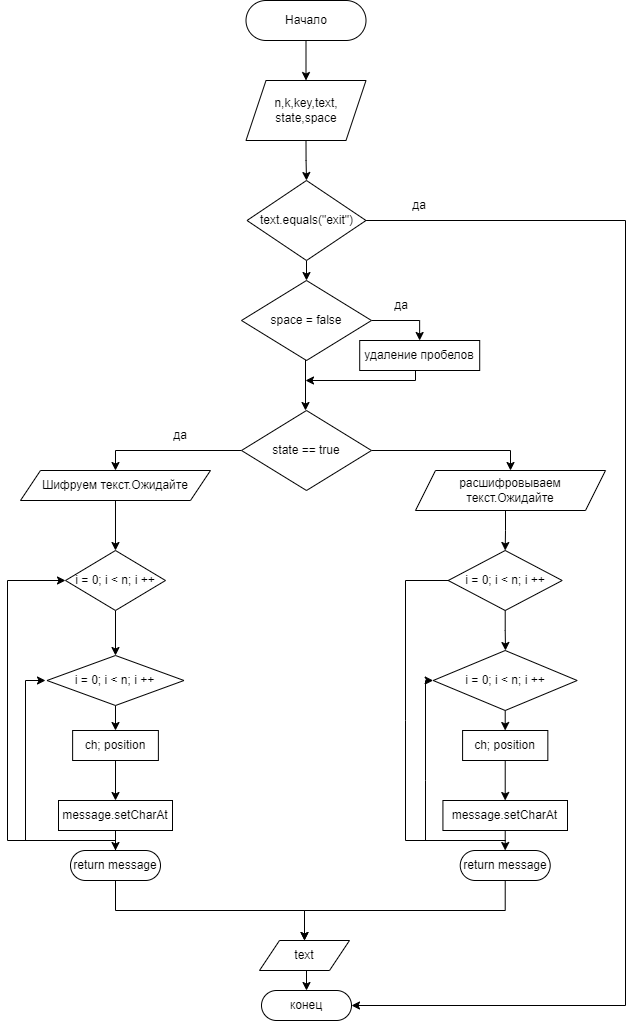 Начало
n,k,key,text,
state,space
text.equals("exit")
да
space = false
да
удаление пробелов
state == true
да
Шифруем текст.Ожидайте
расшифровываем
текст.Ожидайте
i = 0; i < n; i ++
i = 0; i < n; i ++
i = 0; i < n; i ++
i = 0; i < n; i ++
ch; position
ch; position
message.setCharAt
message.setCharAt
return message
return message
text
конец